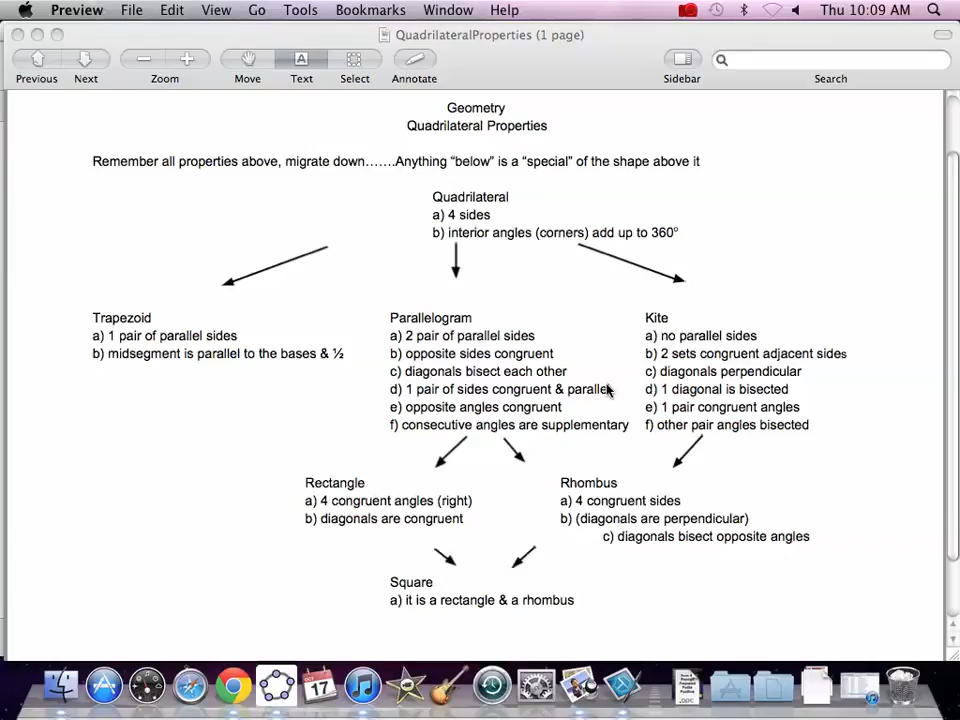 Preview File Edit View Go Tools Bookmarks Window Help Thu 10:09 AM
QuadrilateralProperties (1 page)
Previous Next Zoom Move Text Select Annotate Sidebar Search
Geometry
Quadrilateral Properties
Remember all properties above, migrate down…….Anything “below” is a “special” of the shape above it
Quadrilateral
a) 4 sides
b) interior angles (corners) add up to 360°
Trapezoid
a) 1 pair of parallel sides
b) midsegment is parallel to the bases & ½
Parallelogram
a) 2 pair of parallel sides
b) opposite sides congruent
c) diagonals bisect each other
d) 1 pair of sides congruent & parallel
e) opposite angles congruent
f) consecutive angles are supplementary
Kite
a) no parallel sides
b) 2 sets congruent adjacent sides
c) diagonals perpendicular
d) 1 diagonal is bisected
e) 1 pair congruent angles
f) other pair angles bisected
Rectangle
a) 4 congruent angles (right)
b) diagonals are congruent
Rhombus
a) 4 congruent sides
b) (diagonals are perpendicular)
c) diagonals bisect opposite angles
Square
a) it is a rectangle & a rhombus
17